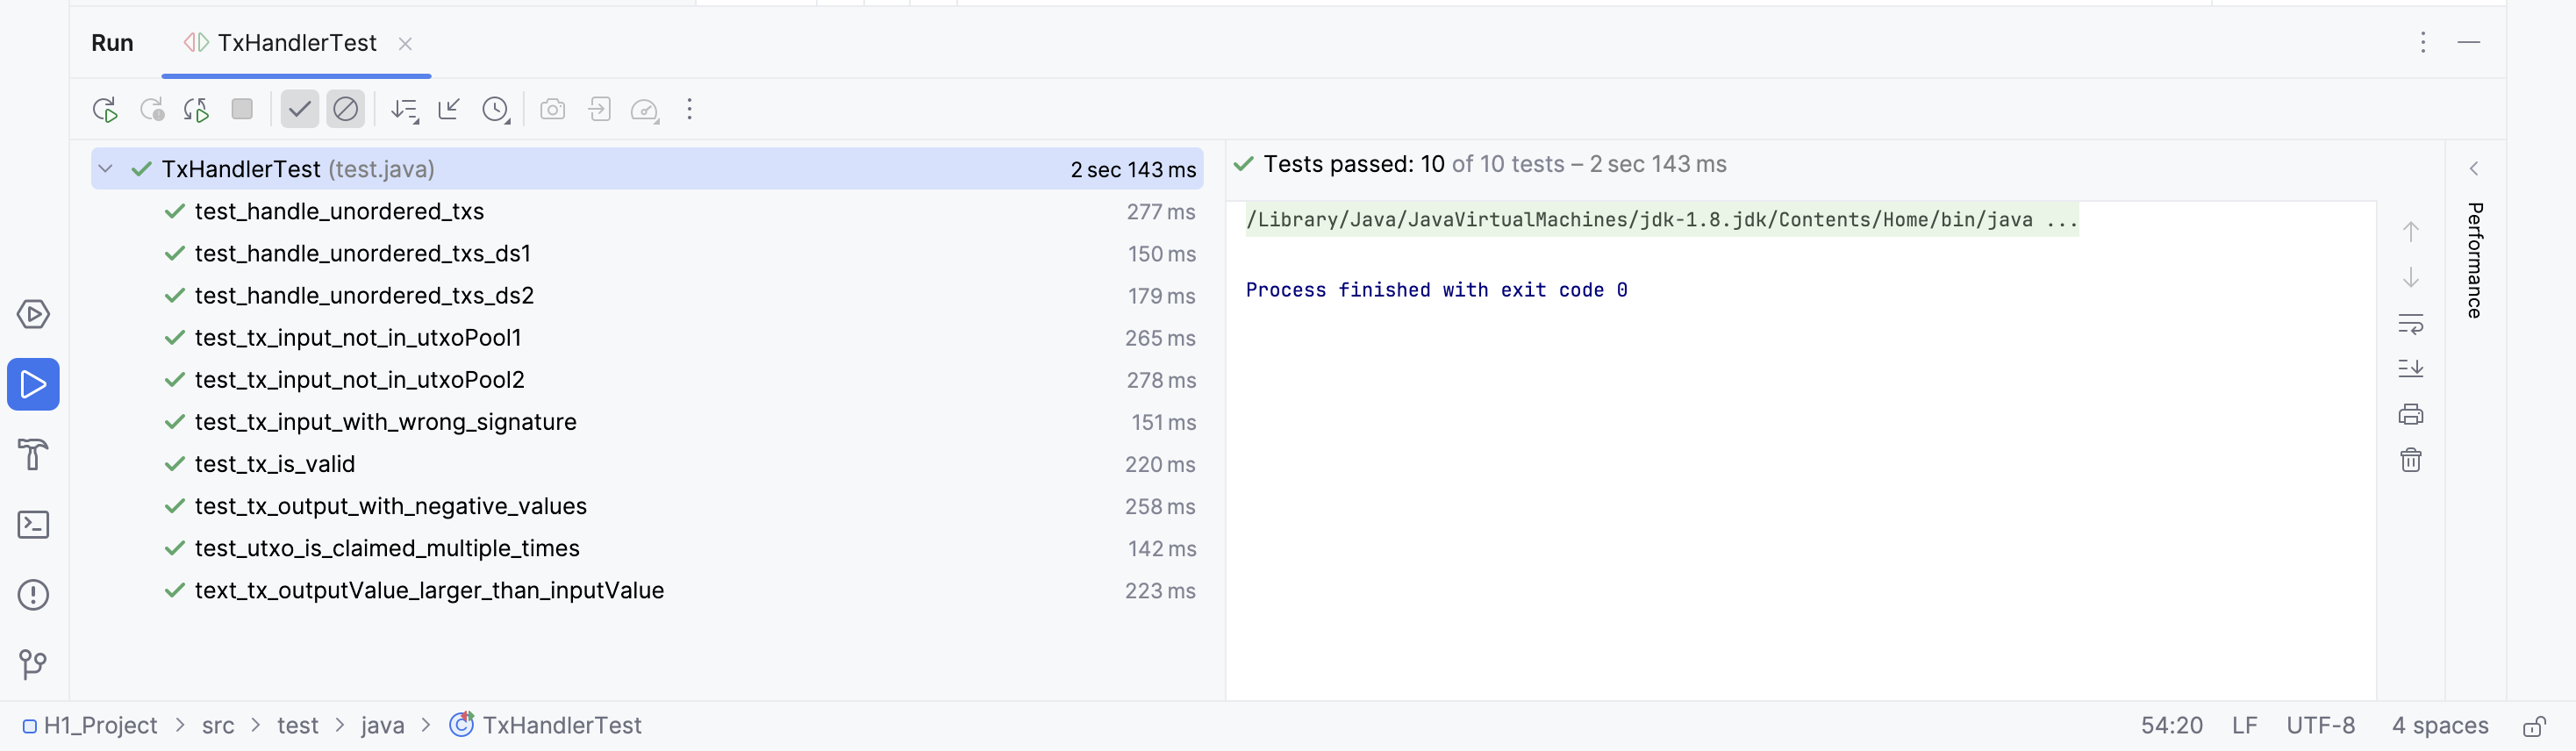 Run TxHandlerTest
TxHandlerTest (test.java) 2 sec 143 ms
test_handle_unordered_txs 277 ms
test_handle_unordered_txs_ds1 150 ms
test_handle_unordered_txs_ds2 179 ms
test_tx_input_not_in_utxoPool1 265 ms
test_tx_input_not_in_utxoPool2 278 ms
test_tx_input_with_wrong_signature 151 ms
test_tx_is_valid 220 ms
test_tx_output_with_negative_values 258 ms
test_utxo_is_claimed_multiple_times 142 ms
text_tx_outputValue_larger_than_inputValue 223 ms
Tests passed: 10 of 10 tests – 2 sec 143 ms
/Library/Java/JavaVirtualMachines/jdk-1.8.jdk/Contents/Home/bin/java ...
Process finished with exit code 0
Performance
H1_Project > src > test > java > TxHandlerTest
54:20 LF UTF-8 4 spaces